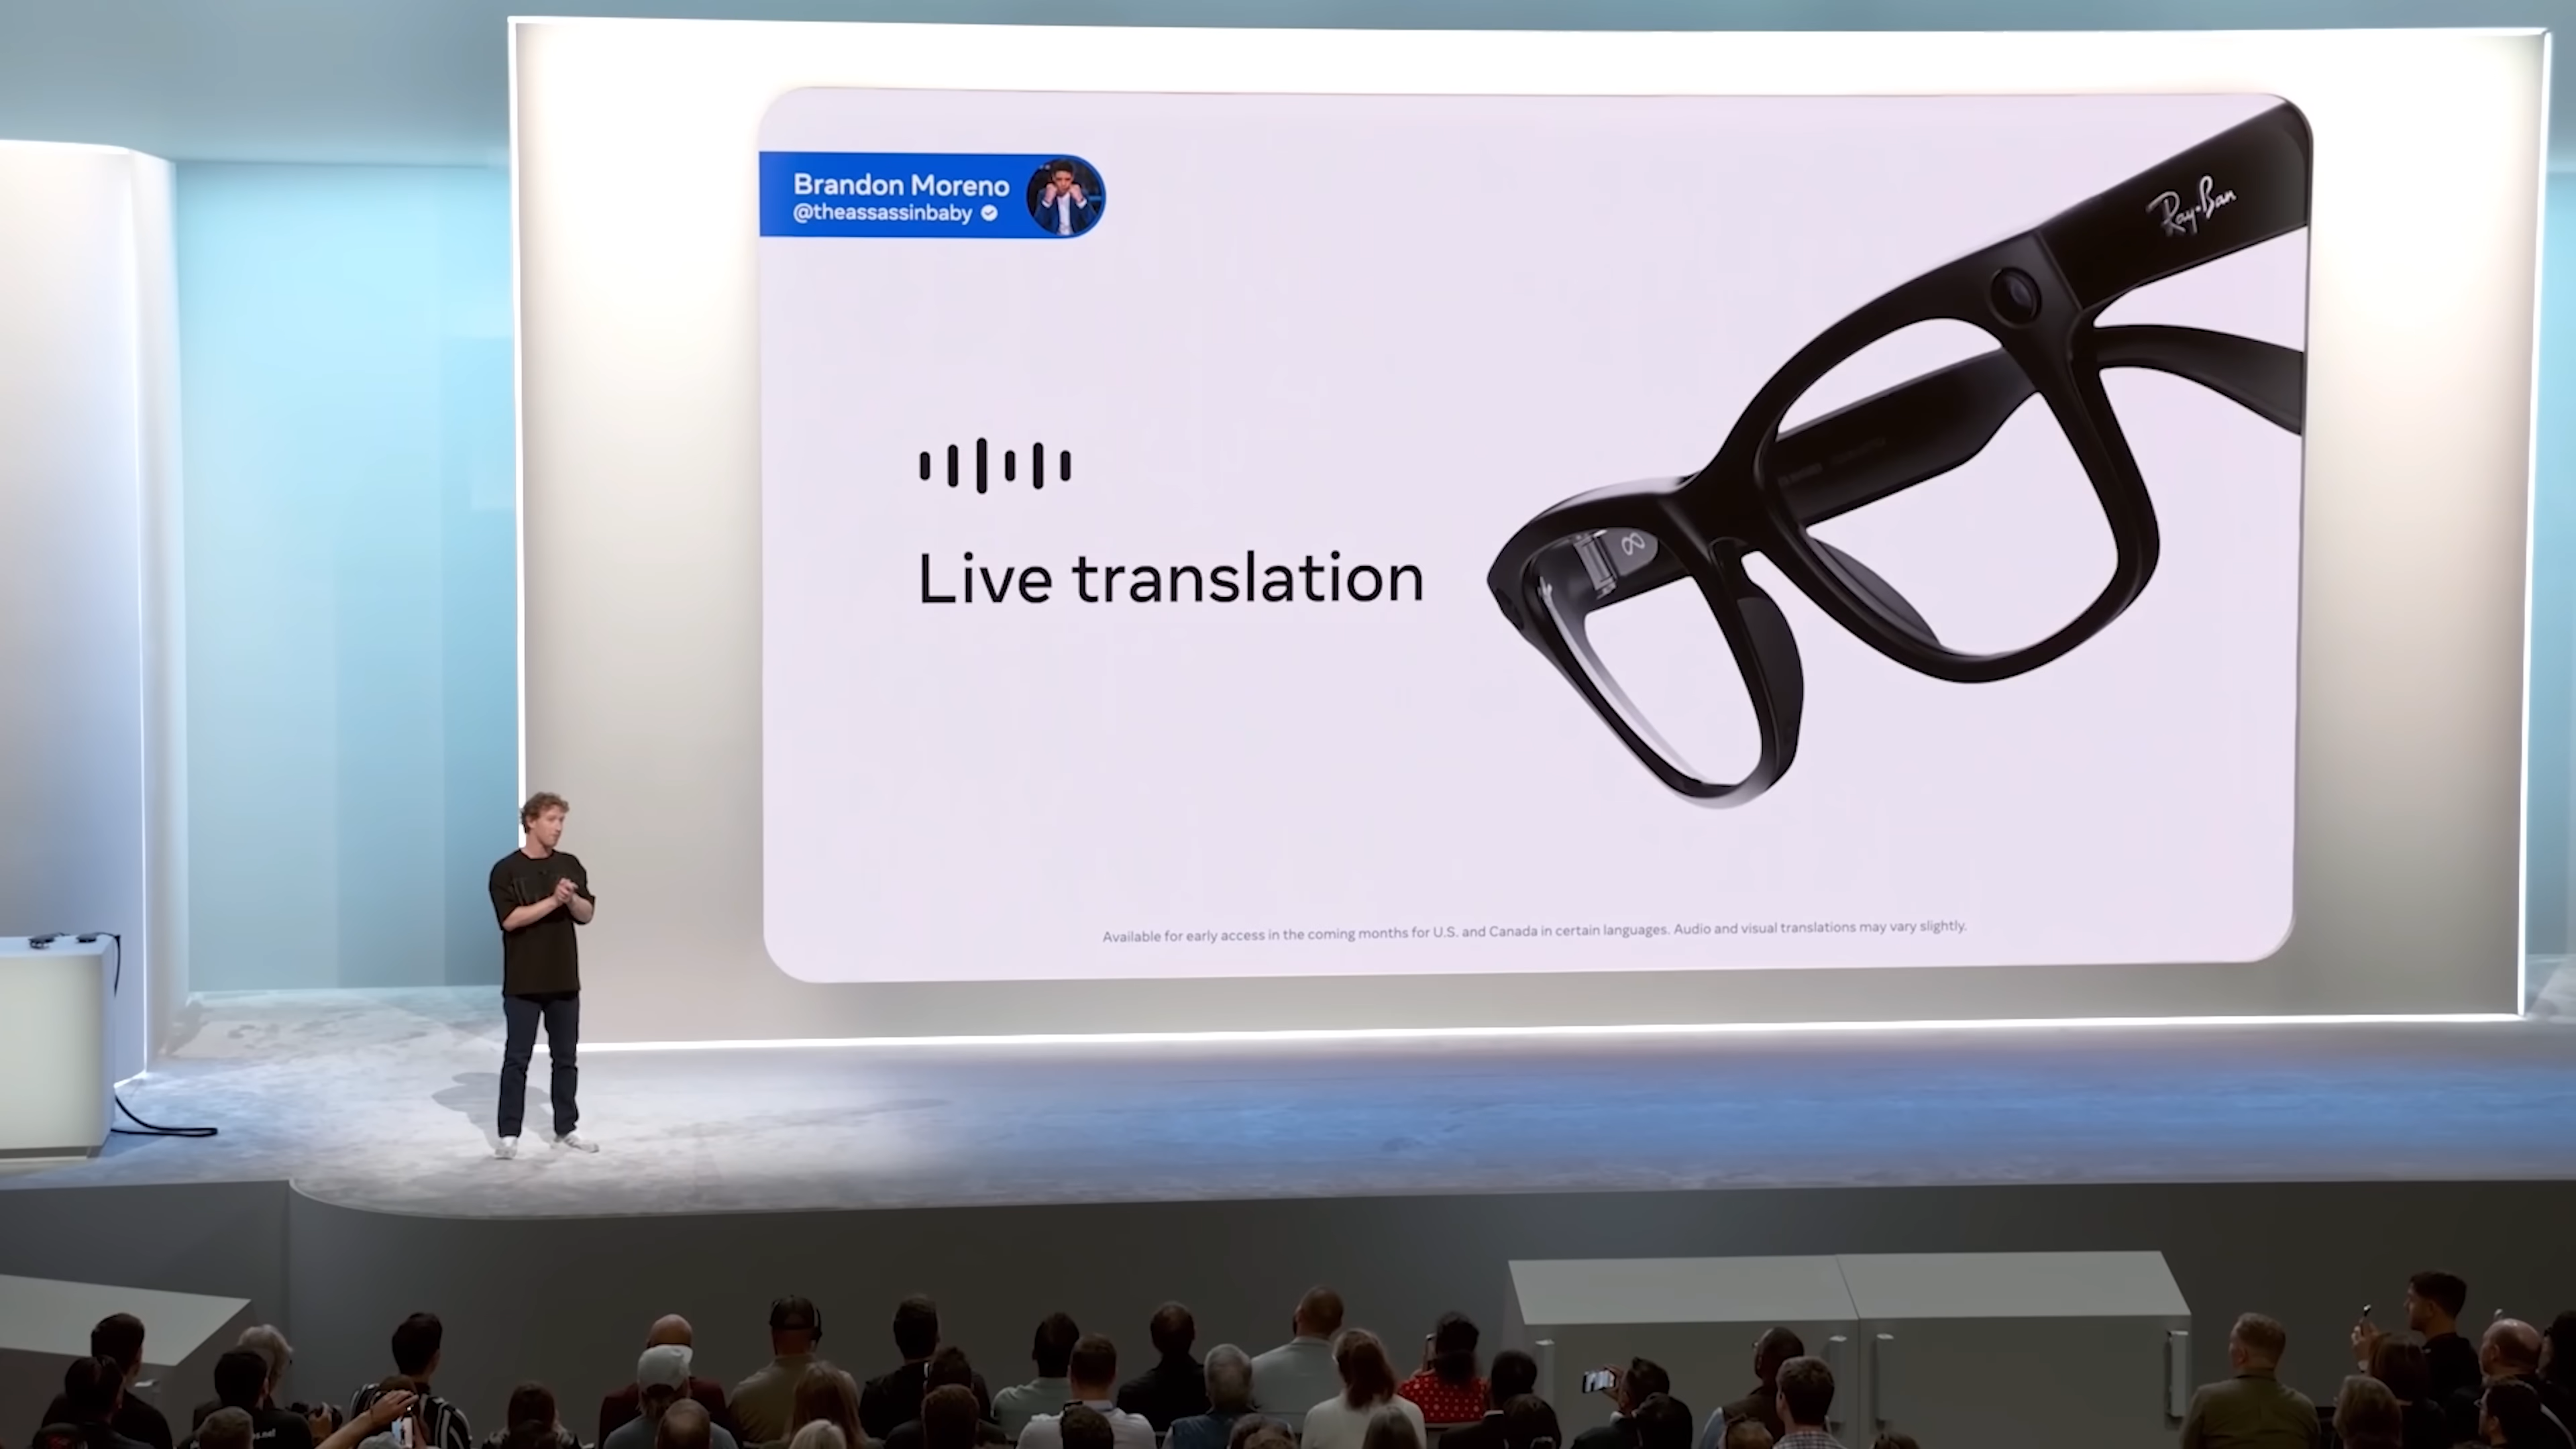 Brandon Moreno
@theassassinbaby
Ray-Ban
Live translation
Available for early access in the coming months for U.S. and Canada in certain languages. Audio and visual translations may vary slightly.